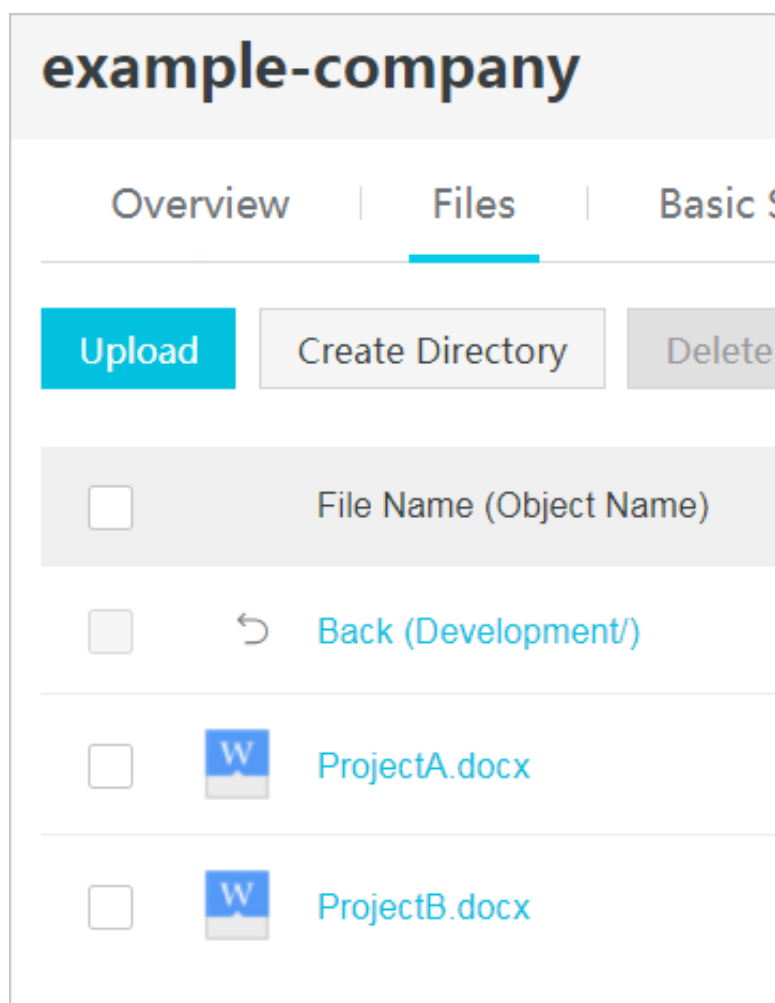 example-company
Overview Files Basic S
Upload Create Directory Delete
File Name (Object Name)
Back (Development/)
W ProjectA.docx
W ProjectB.docx